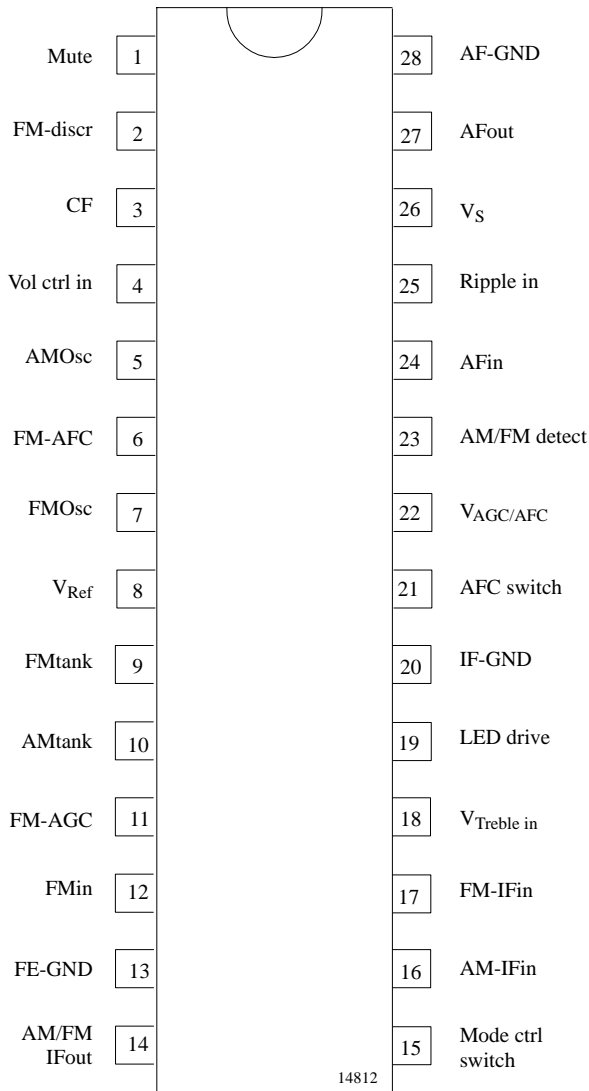 Mute 1 28 AF-GND
FM-discr 2 27 AFout
CF 3 26 VS
Vol ctrl in 4 25 Ripple in
AMOsc 5 24 AFin
FM-AFC 6 23 AM/FM detect
FMOsc 7 22 VAGC/AFC
VRef 8 21 AFC switch
FMtank 9 20 IF-GND
AMtank 10 19 LED drive
FM-AGC 11 18 VTreble in
FMin 12 17 FM-IFin
FE-GND 13 16 AM-IFin
AM/FM
IFout 14 15 Mode ctrl
switch
14812